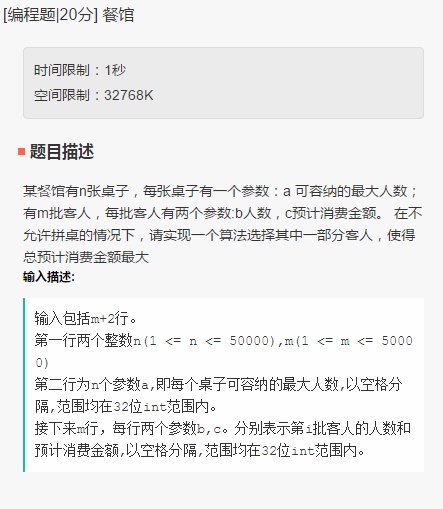 [编程题|20分] 餐馆
时间限制：1秒
空间限制：32768K
题目描述
某餐馆有n张桌子，每张桌子有一个参数：a 可容纳的最大人数；
有m批客人，每批客人有两个参数:b人数，c预计消费金额。 在不
允许拼桌的情况下，请实现一个算法选择其中一部分客人，使得
总预计消费金额最大
输入描述:
输入包括m+2行。
第一行两个整数n(1 <= n <= 50000),m(1 <= m <= 5000
0)
第二行为n个参数a,即每个桌子可容纳的最大人数,以空格分
隔,范围均在32位int范围内。
接下来m行，每行两个参数b,c。分别表示第i批客人的人数和
预计消费金额,以空格分隔,范围均在32位int范围内。